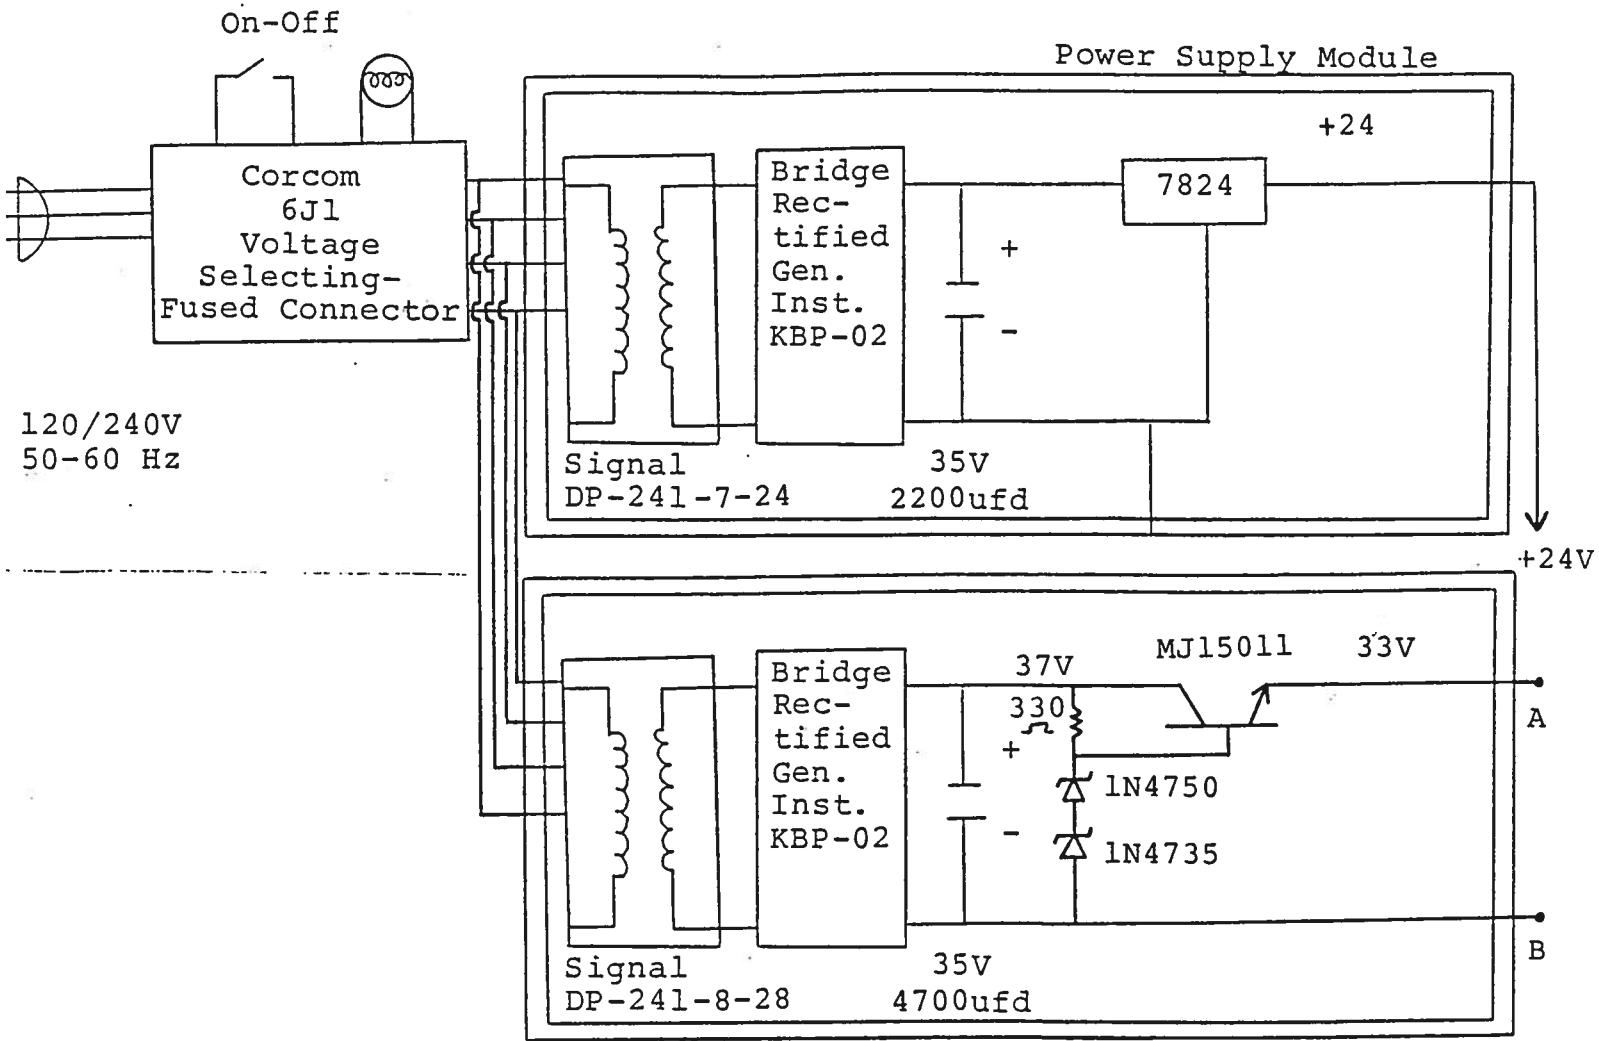 On-Off
Power Supply Module
Corcom
6J1
Voltage
Selecting-
Fused Connector
120/240V
50-60 Hz
Bridge
Rec-
tified
Gen.
Inst.
KBP-02
+
-
7824
+24
Signal
DP-241-7-24
35V
2200ufd
+24V
Bridge
Rec-
tified
Gen.
Inst.
KBP-02
37V
330
+
-
MJ15011
33V
1N4750
1N4735
A
B
Signal
DP-241-8-28
35V
4700ufd